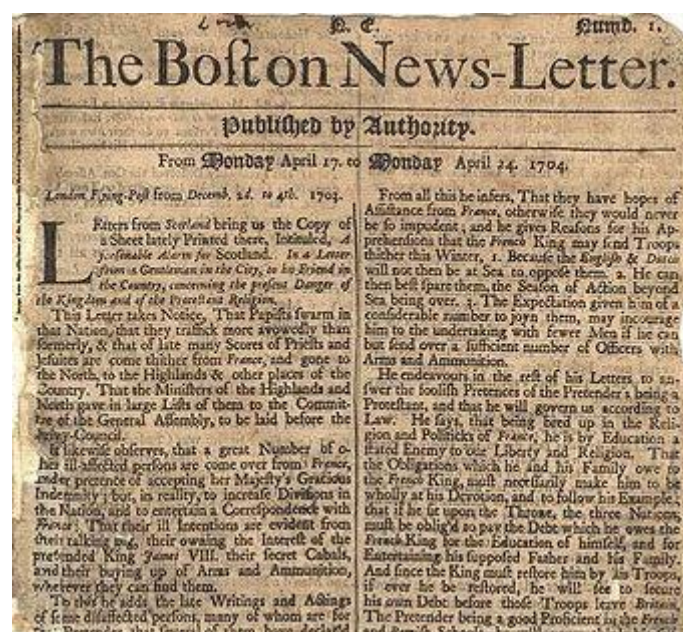 N. E.
Numb. 1.
The Boſton News-Letter.
Publiſhed by Authority.
From Monday April 17. to Monday April 24. 1704.
London Flying-Poſt from Decemb. 2d. to 4th. 1703.
LEtters from Scotland bring us the Copy of
a Sheet lately Printed there, Intituled, A
ſeaſonable Alarm for Scotland. In a Letter
from a Gentleman in the City, to his Friend in
the Country, concerning the preſent Danger of
the Kingdom and of the Proteſtant Religion.
This Letter takes Notice, That Papiſts ſwarm in
that Nation, that they traffick more avowedly than
formerly, & that of late many Scores of Prieſts and
Jeſuites are come thither from France, and gone to
the North, to the Highlands & other places of the
Country. That the Miniſters of the Highlands and
North gave in large Liſts of them to the Commit-
tee of the General Aſſembly, to be laid before the
Privy-Council.
It likewiſe obſerves, that a great Number of o-
ther ill-affected perſons are come over from France,
under pretence of accepting her Majeſty's Gracious
Indemnity; but, in reality, to increaſe Diviſions in
the Nation, and to entertain a Correſpondence with
France: That their ill Intentions are evident from
their talking big, their owning the Intereſt of the
pretended King James VIII. their ſecret Cabals,
and their buying up of Arms and Ammunition,
wherever they can find them.
To this he adds the late Writings and Actings
of ſome diſaffected perſons, many of whom are for
From all this he infers, That they have hopes of
Aſſiſtance from France, otherwiſe they would never
be ſo impudent; and he gives Reaſons for his Ap-
prehenſions that the French King may ſend Troops
thither this Winter, 1. Becauſe the Engliſh & Dutch
will not then be at Sea to oppoſe them. 2. He can
then beſt ſpare them, the Seaſon of Action beyond
Sea being over. 3. The Expectation given him of a
conſiderable number to joyn them, may incourage
him to the undertaking with fewer Men if he can
but ſend over a ſufficient number of Officers with
Arms and Ammunition.
He endeavours in the reſt of his Letters to an-
ſwer the fooliſh Pretences of the Pretender's being a
Proteſtant, and that he will govern us according to
Law. He ſays, that being bred up in the Reli-
gion and Politicks of France, he is by Education a
ſtated Enemy to our Liberty and Religion. That
the Obligations which he and his Family owe to
the French King, muſt neceſſarily make him to be
wholly at his Devotion, and to follow his Example;
that if he ſit upon the Throne, the three Nations
muſt be oblig'd to pay the Debt which he owes the
French King for the Education of himſelf, and for
Entertaining his ſuppoſed Father and his Family.
And ſince the King muſt reſtore him by his Troops,
if ever he be reſtored, he will ſee to ſecure
his own Debt before thoſe Troops leave Britain.
The Pretender being a good Proficient in the French